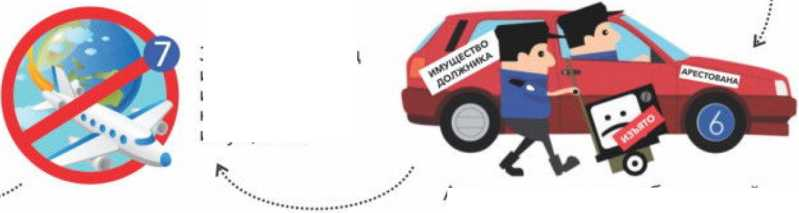 7
ИМУЩЕСТВО
ДОЛЖНИКА
АРЕСТОВАНА
ИЗЪЯТО
6